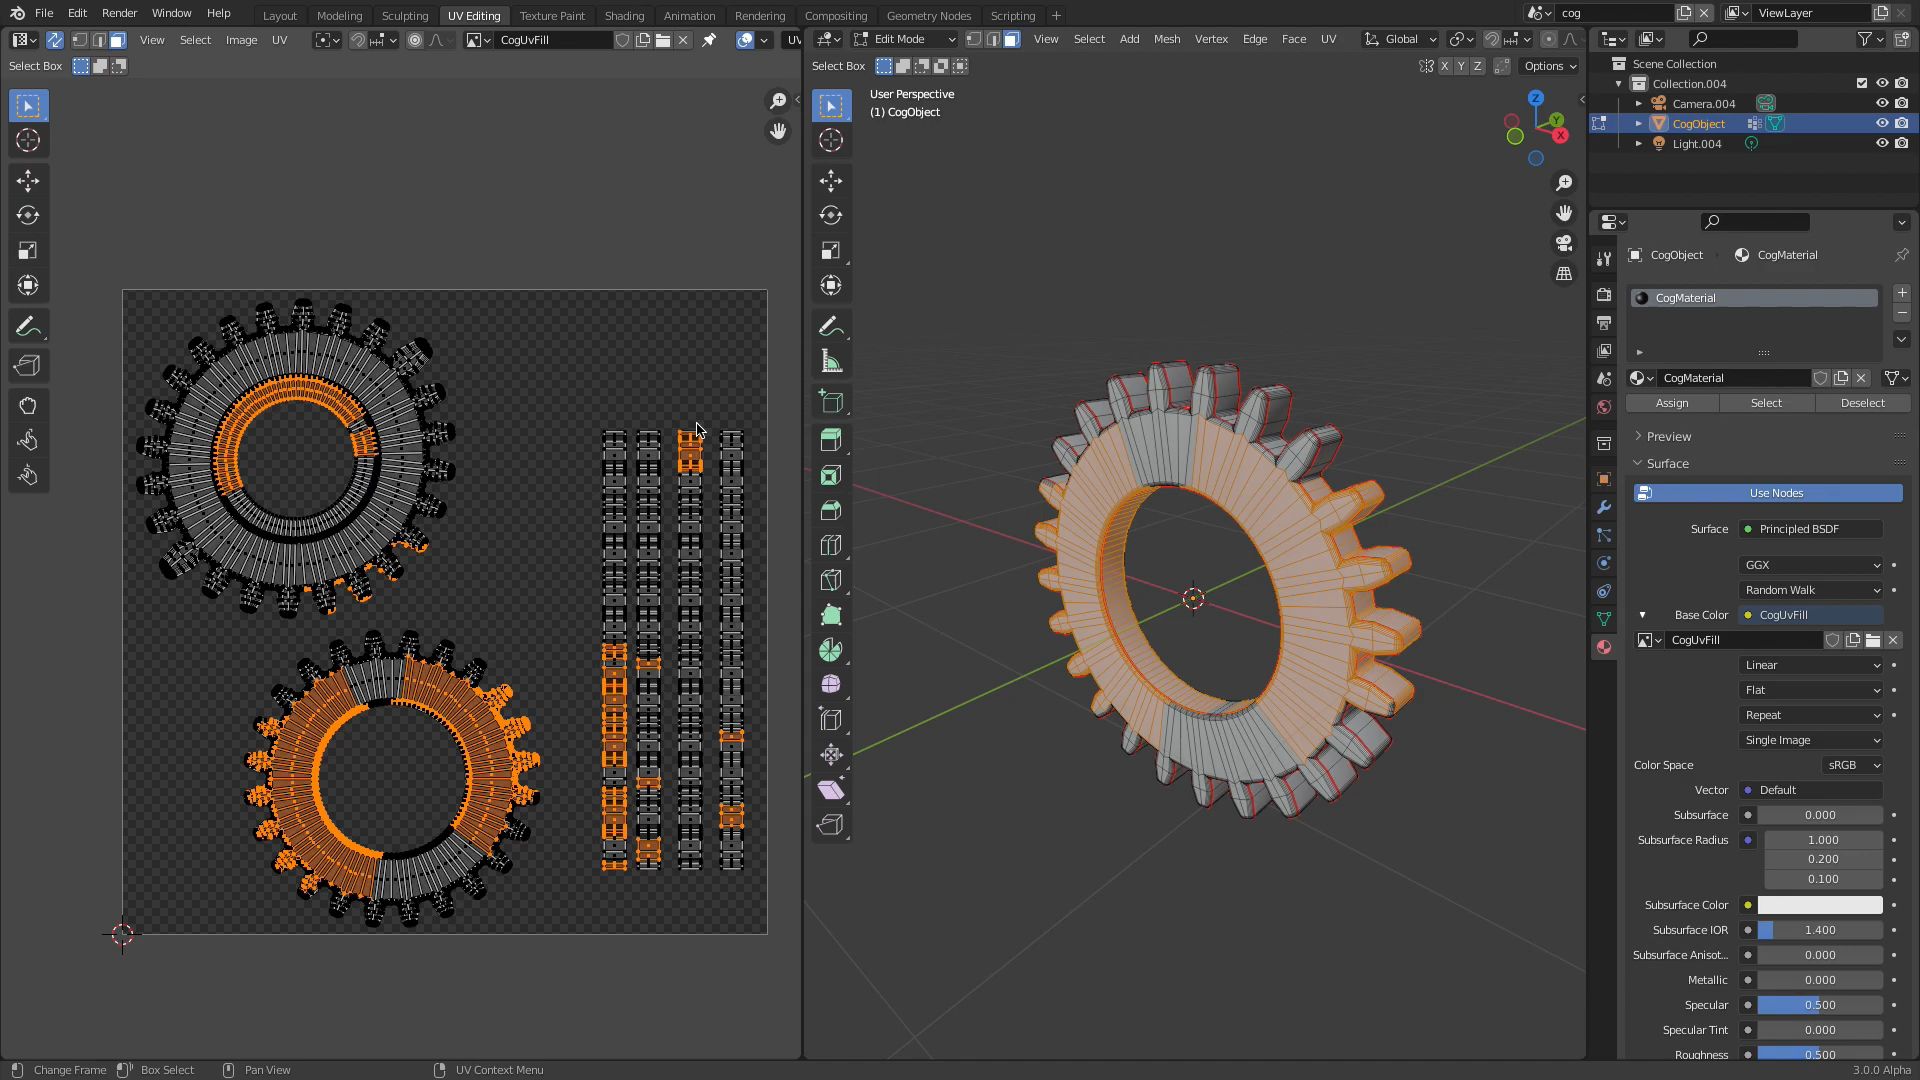 File Edit Render Window Help
Layout Modeling Sculpting UV Editing Texture Paint Shading Animation Rendering Compositing Geometry Nodes Scripting +
cog
ViewLayer
View Select Image UV
CogUvFill
UV
Select Box
Edit Mode
View Select Add Mesh Vertex Edge Face UV
Global
Select Box
X Y Z
Options
User Perspective
(1) CogObject
Z
Y
X
Scene Collection
Collection.004
Camera.004
CogObject
Light.004
CogObject
CogMaterial
CogMaterial
CogMaterial
Assign Select Deselect
Preview
Surface
Use Nodes
Surface Principled BSDF
GGX
Random Walk
Base Color CogUvFill
CogUvFill
Linear
Flat
Repeat
Single Image
Color Space sRGB
Vector Default
Subsurface 0.000
Subsurface Radius 1.000
0.200
0.100
Subsurface Color
Subsurface IOR 1.400
Subsurface Anisot... 0.000
Metallic 0.000
Specular 0.500
Specular Tint 0.000
Roughness 0.500
Change Frame Box Select Pan View UV Context Menu
3.0.0 Alpha